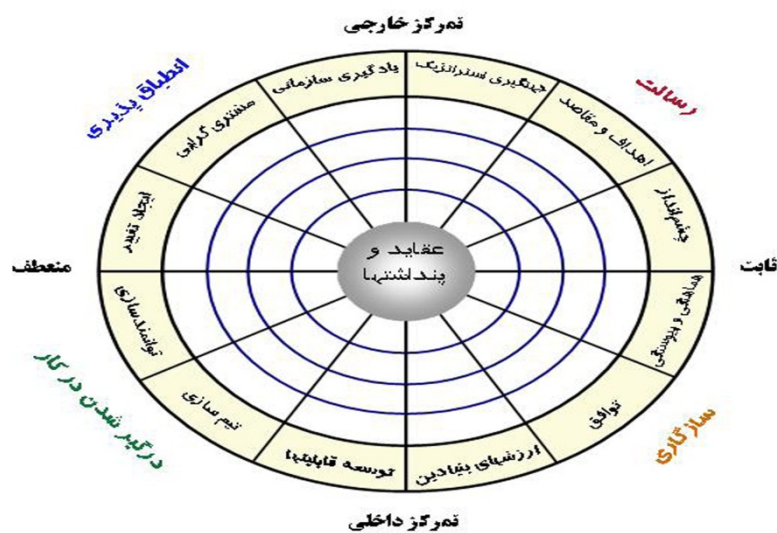 تمرکز خارجی
انطباق پذیری
رسالت
یادگیری سازمانی
جهتگیری استراتژیک
مشتری گرایی
اهداف و مقاصد
ایجاد تغییر
چشم‌انداز
عقاید و
پنداشتها
منعطف
ثابت
توانمندسازی
هماهنگی و پیوستگی
تیم سازی
توافق
توسعه قابلیتها
ارزشهای بنیادین
درگیر شدن در کار
سازگاری
تمرکز داخلی